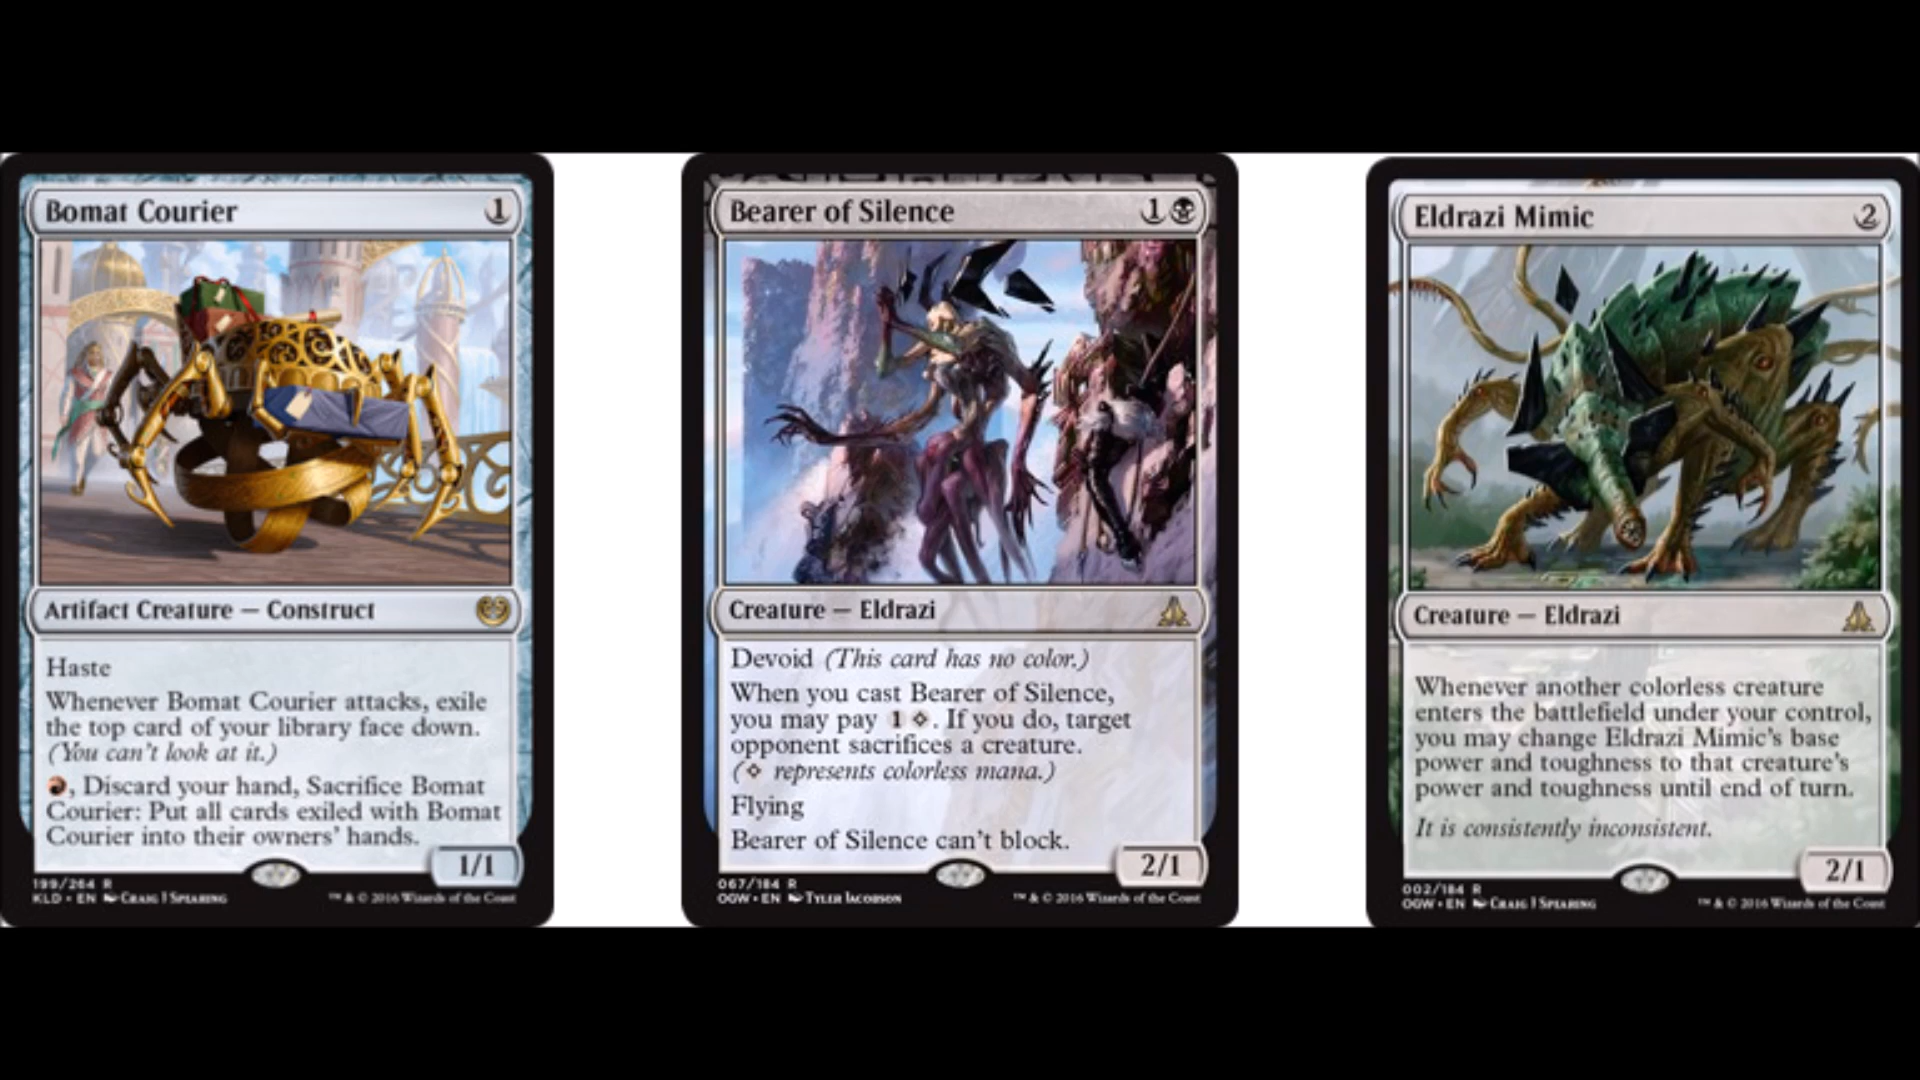 Bomat Courier 1
Artifact Creature — Construct
Haste
Whenever Bomat Courier attacks, exile
the top card of your library face down.
(You can't look at it.)
, Discard your hand, Sacrifice Bomat
Courier: Put all cards exiled with Bomat
Courier into their owners' hands.
1/1
199/264 R
KLD • EN Craig J Spearing
™ & © 2016 Wizards of the Coast
Bearer of Silence 1
Creature — Eldrazi
Devoid (This card has no color.)
When you cast Bearer of Silence,
you may pay 1 . If you do, target
opponent sacrifices a creature.
( represents colorless mana.)
Flying
Bearer of Silence can't block.
2/1
067/184 R
OGW • EN Tyler Jacobson
™ & © 2016 Wizards of the Coast
Eldrazi Mimic 2
Creature — Eldrazi
Whenever another colorless creature
enters the battlefield under your control,
you may change Eldrazi Mimic's base
power and toughness to that creature's
power and toughness until end of turn.
It is consistently inconsistent.
2/1
002/184 R
OGW • EN Craig J Spearing
™ & © 2016 Wizards of the Coast